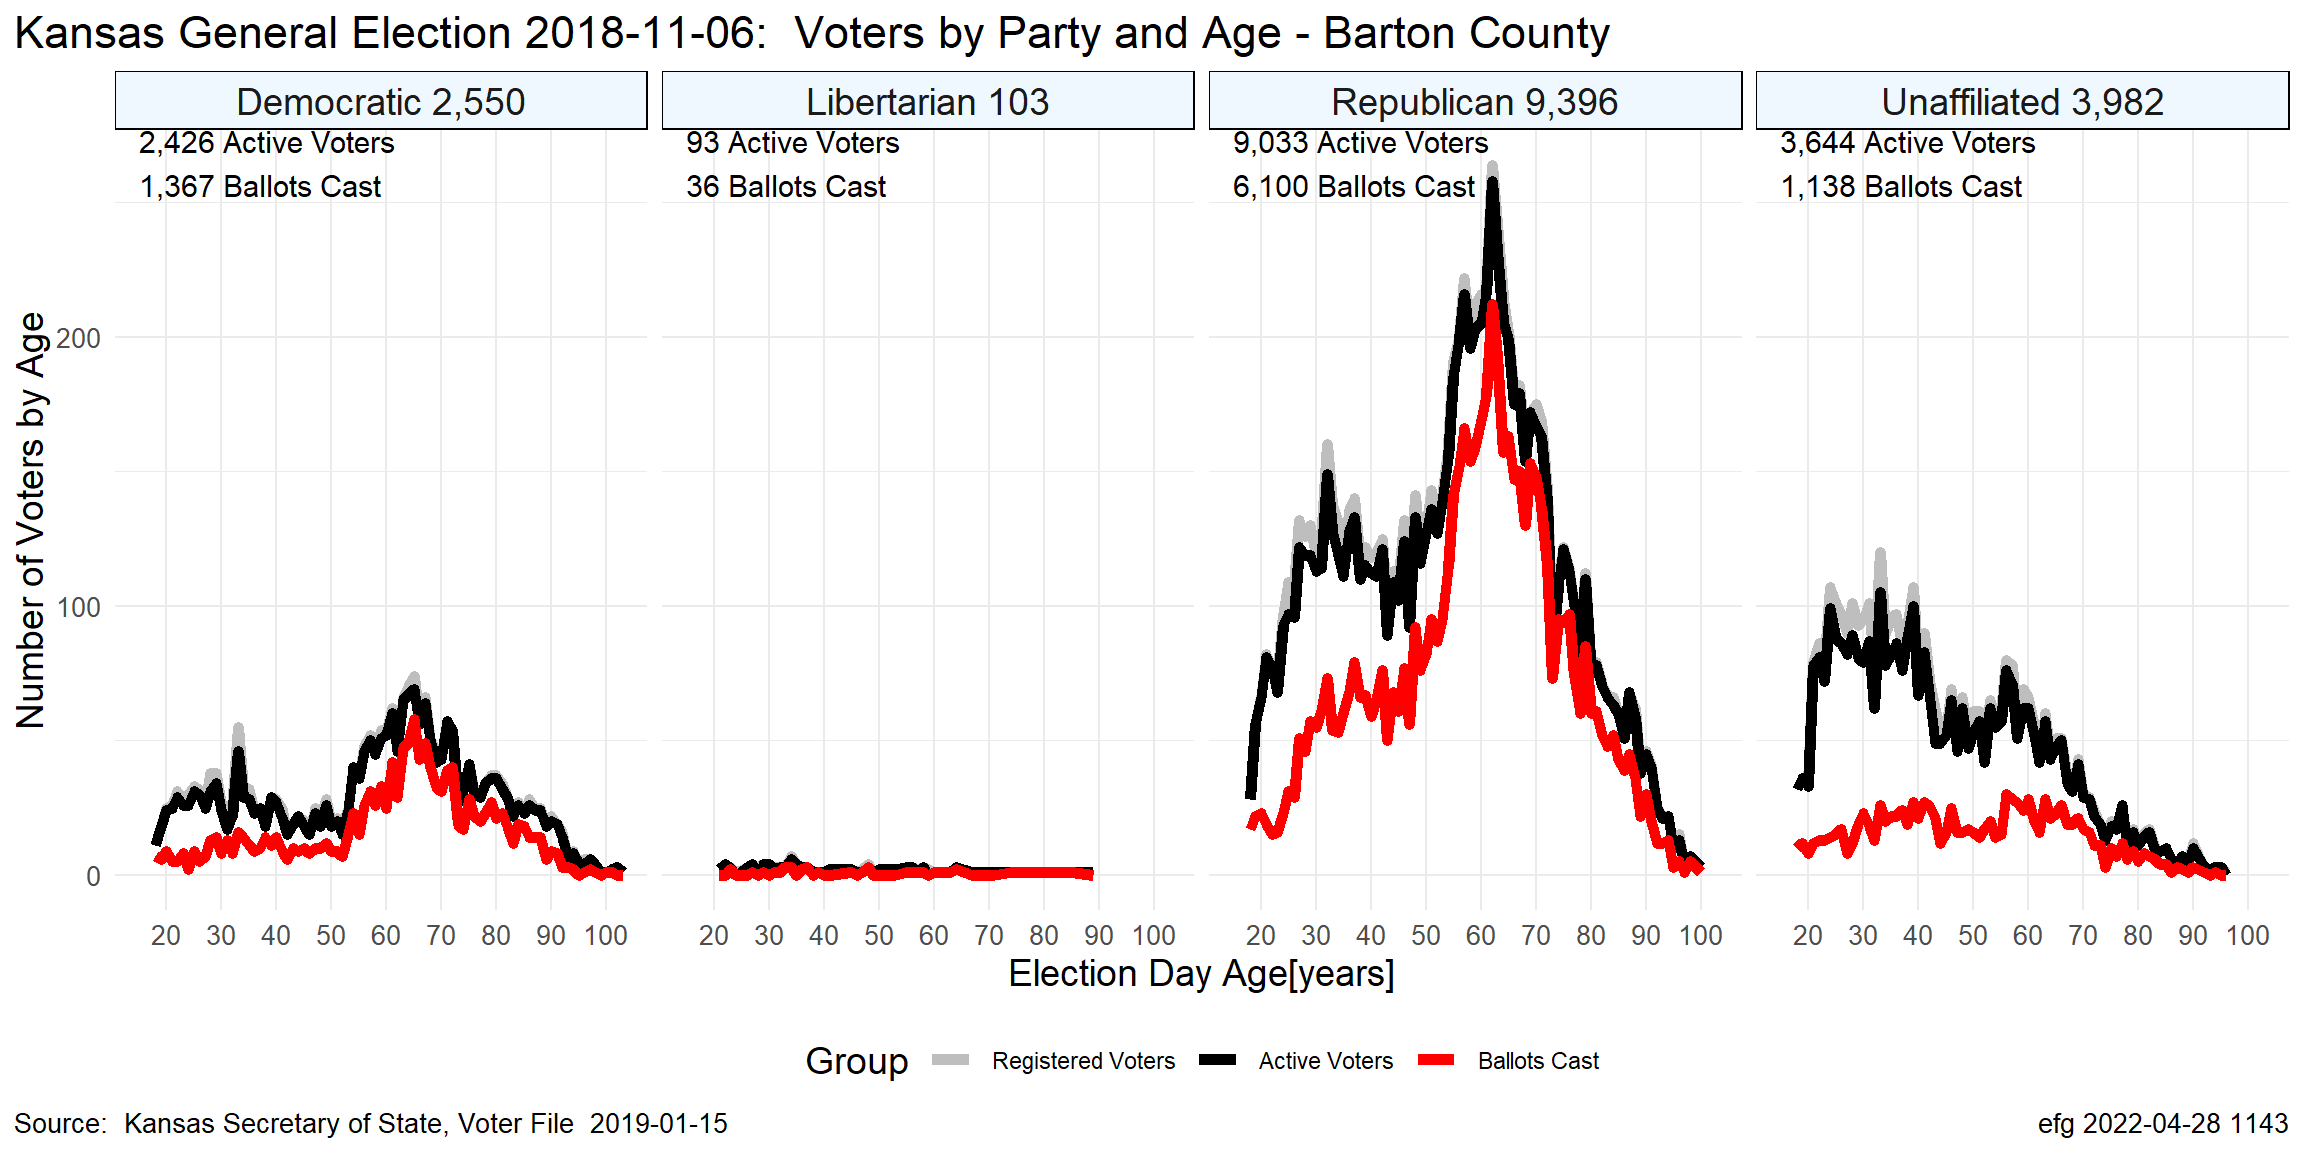 Kansas General Election 2018-11-06:  Voters by Party and Age - Barton County
Democratic 2,550
Libertarian 103
Republican 9,396
Unaffiliated 3,982
2,426 Active Voters
1,367 Ballots Cast
93 Active Voters
36 Ballots Cast
9,033 Active Voters
6,100 Ballots Cast
3,644 Active Voters
1,138 Ballots Cast
Number of Voters by Age
200
100
0
20 30 40 50 60 70 80 90 100
20 30 40 50 60 70 80 90 100
20 30 40 50 60 70 80 90 100
20 30 40 50 60 70 80 90 100
Election Day Age[years]
Group Registered Voters Active Voters Ballots Cast
Source:  Kansas Secretary of State, Voter File  2019-01-15
efg 2022-04-28 1143